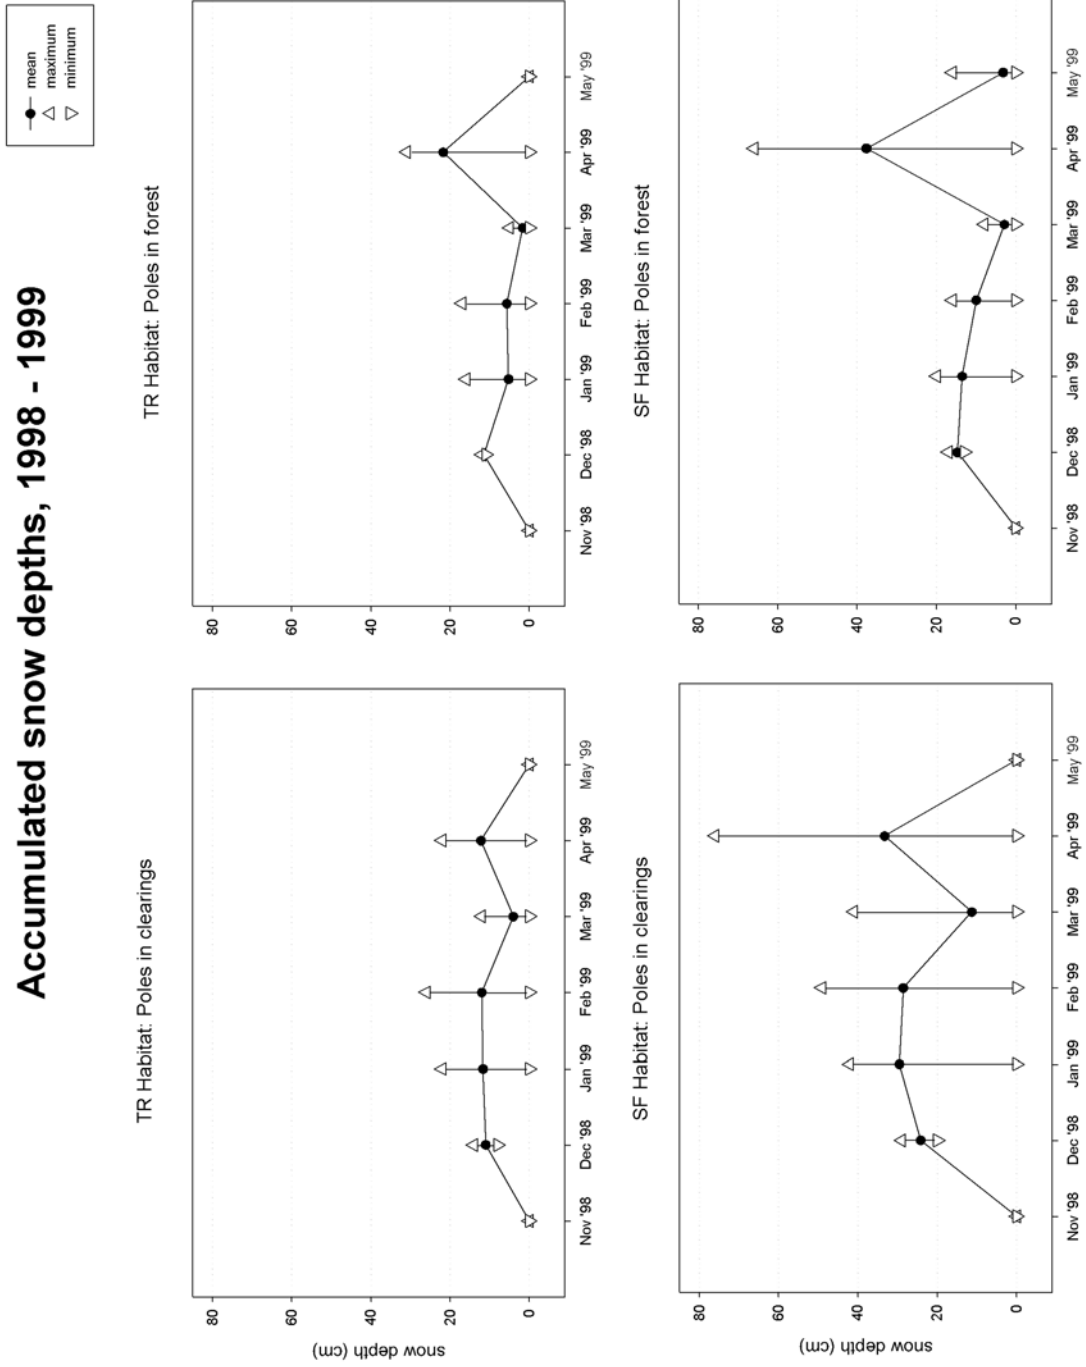 Accumulated snow depths, 1998 - 1999
mean
maximum
minimum
TR Habitat: Poles in clearings
snow depth (cm)
80
60
40
20
0
Nov '98 Dec '98 Jan '99 Feb '99 Mar '99 Apr '99 May '99
TR Habitat: Poles in forest
80
60
40
20
0
Nov '98 Dec '98 Jan '99 Feb '99 Mar '99 Apr '99 May '99
SF Habitat: Poles in clearings
snow depth (cm)
80
60
40
20
0
Nov '98 Dec '98 Jan '99 Feb '99 Mar '99 Apr '99 May '99
SF Habitat: Poles in forest
80
60
40
20
0
Nov '98 Dec '98 Jan '99 Feb '99 Mar '99 Apr '99 May '99